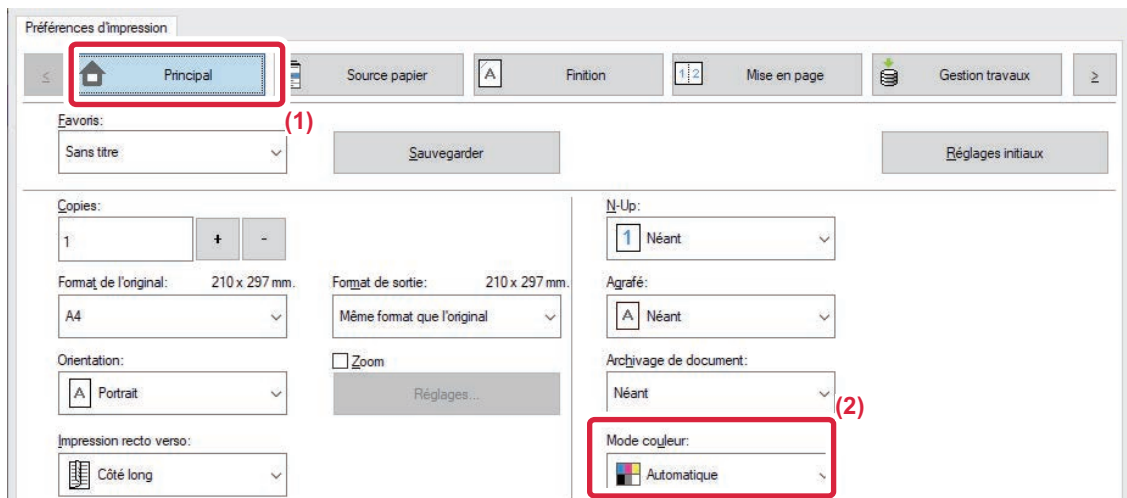 Préférences d'impression
≤ Principal Source papier Finition Mise en page Gestion travaux ≥
(1)
Favoris:
Sans titre Sauvegarder Réglages initiaux
Copies: N-Up:
1 + - 1 Néant
Format de l'original: 210 x 297 mm. Format de sortie: 210 x 297 mm. Agrafé:
A4 Même format que l'original A Néant
Orientation: Zoom Archivage de document:
A Portrait Réglages... Néant
(2)
Impression recto verso: Mode couleur:
Côté long Automatique